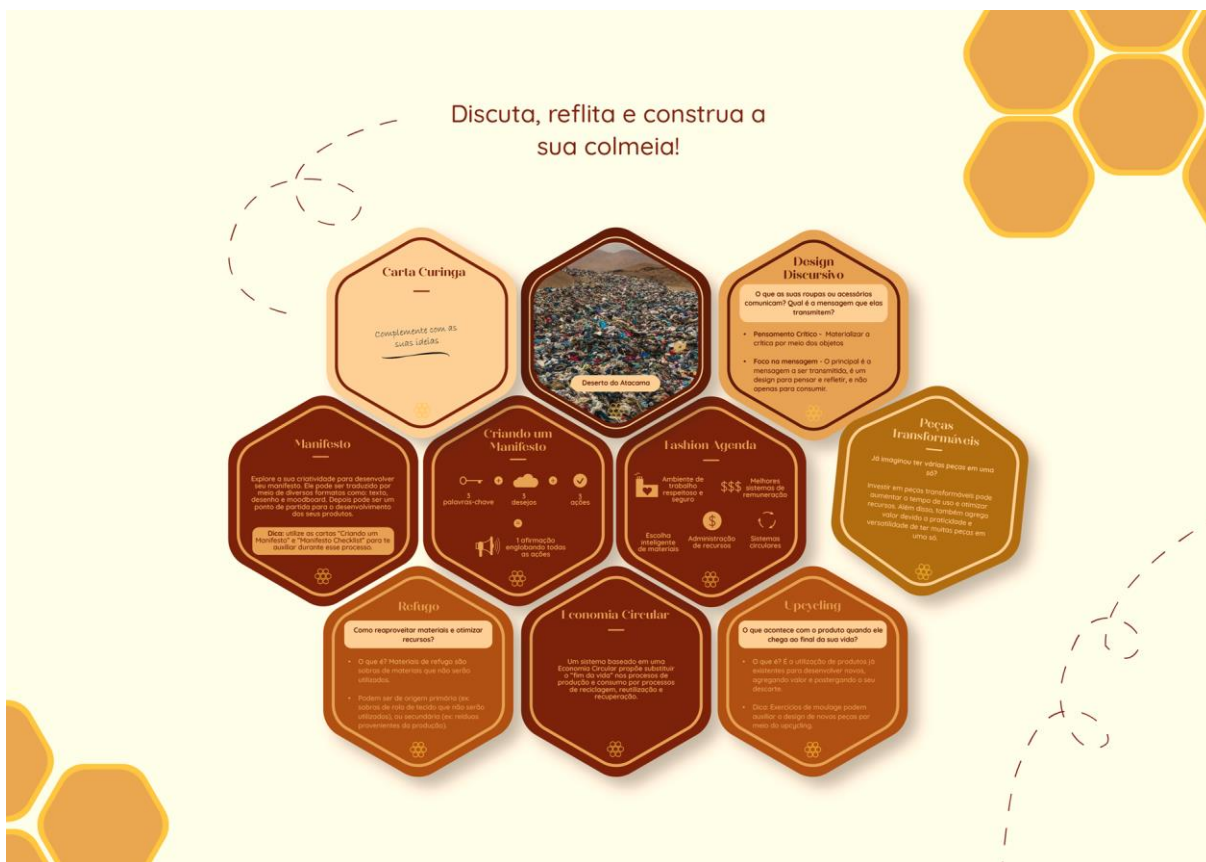 Discuta, reflita e construa a
sua colmeia!
Carta Curinga
Complemente com as
suas ideias
Deserto do Atacama
Design
Discursivo
O que as suas roupas ou acessórios
comunicam? Qual é a mensagem que elas
transmitem?
• Pensamento Crítico - Materializar a
crítica por meio dos objetos
• Foco na mensagem - O principal é a
mensagem a ser transmitida, é um
design para pensar e refletir, e não
apenas para consumir.
Manifesto
Explore a sua criatividade para desenvolver
seu manifesto. Ele pode ser traduzido por
meio de diversos formatos como: texto,
desenho e moodboard. Depois pode ser um
ponto de partida para o desenvolvimento
dos seus produtos.
Dica: utilize as cartas "Criando um
Manifesto" e "Manifesto Checklist" para te
auxiliar durante esse processo.
Criando um
Manifesto
3
palavras-chave
3
desejos
3
ações
1 afirmação
englobando todas
as ações
Fashion Agenda
Ambiente de
trabalho
respeitoso e
seguro
$$$
Melhores
sistemas de
remuneração
Escolha
inteligente
de materiais
$
Administração
de recursos
Sistemas
circulares
Peças
Transformáveis
Já imaginou ter várias peças em uma
só?
Investir em peças transformáveis pode
aumentar o tempo de uso e otimizar
recursos. Além disso, também agrega
valor devido a praticidade e
versatilidade de ter muitas peças em
uma só.
Refugo
Como reaproveitar materiais e otimizar
recursos?
• O que é? Materiais de refugo são
sobras de materiais que não serão
utilizados.
• Podem ser de origem primária (ex:
sobras de rolo de tecido que não serão
utilizados), ou secundário (ex: resíduos
provenientes da produção).
Economia Circular
Um sistema baseado em uma
Economia Circular propõe substituir
o "fim da vida" nos procesos de
produção e consumo por processos
de reciclagem, reutilização e
recuperação.
Upcycling
O que acontece com o produto quando ele
chega ao final da sua vida?
• O que é? É a utilização de produtos já
existentes para desenvolver novos,
agregando valor e postergando o seu
descarte.
• Dica: Exercícios de moulage podem
auxiliar o design de novas peças por
meio do upcycling.